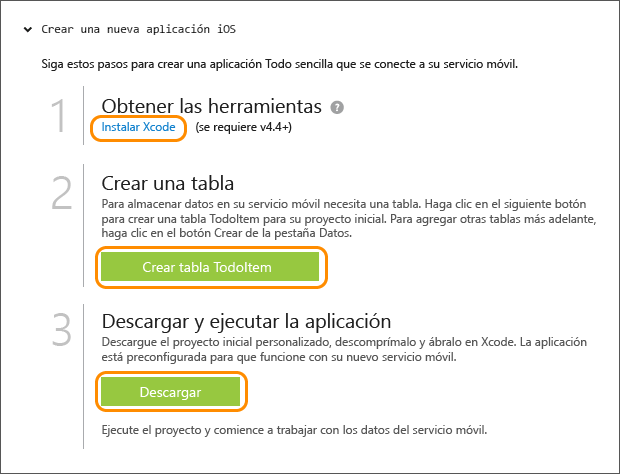 Crear una nueva aplicación iOS
Siga estos pasos para crear una aplicación Todo sencilla que se conecte a su servicio móvil.
1
Obtener las herramientas ?
Instalar Xcode (se requiere v4.4+)
2
Crear una tabla
Para almacenar datos en su servicio móvil necesita una tabla. Haga clic en el siguiente botón
para crear una tabla TodoItem para su proyecto inicial. Para agregar otras tablas más adelante,
haga clic en el botón Crear de la pestaña Datos.
Crear tabla TodoItem
3
Descargar y ejecutar la aplicación
Descargue el proyecto inicial personalizado, descomprímalo y ábralo en Xcode. La aplicación
está preconfigurada para que funcione con su nuevo servicio móvil.
Descargar
Ejecute el proyecto y comience a trabajar con los datos del servicio móvil.